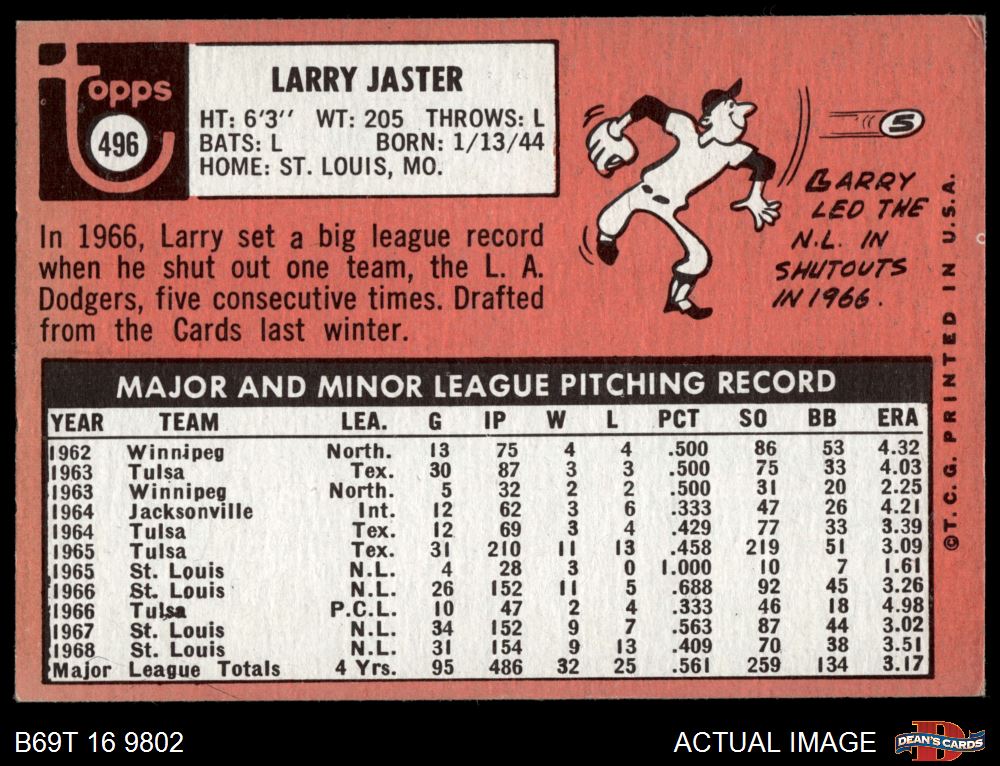 Topps
496
LARRY JASTER
HT: 6'3'' WT: 205 THROWS: L
BATS: L BORN: 1/13/44
HOME: ST. LOUIS, MO.
In 1966, Larry set a big league record
when he shut out one team, the L. A.
Dodgers, five consecutive times. Drafted
from the Cards last winter.
5
BARRY
LED THE
N.L. IN
SHUTOUTS
IN 1966.
MAJOR AND MINOR LEAGUE PITCHING RECORD
YEAR TEAM LEA. G IP W L PCT SO BB ERA
1962 Winnipeg North. 13 75 4 4 .500 86 53 4.32
1963 Tulsa Tex. 30 87 3 3 .500 75 33 4.03
1963 Winnipeg North. 5 32 2 2 .500 31 20 2.25
1964 Jacksonville Int. 12 62 3 6 .333 47 26 4.21
1964 Tulsa Tex. 12 69 3 4 .429 77 33 3.39
1965 Tulsa Tex. 31 210 11 13 .458 219 51 3.09
1965 St. Louis N.L. 4 28 3 0 1.000 10 7 1.61
1966 St. Louis N.L. 26 152 11 5 .688 92 45 3.26
1966 Tulsa P.C.L. 10 47 2 4 .333 46 18 4.98
1967 St. Louis N.L. 34 152 9 7 .563 87 44 3.02
1968 St. Louis N.L. 31 154 9 13 .409 70 38 3.51
Major League Totals 4 Yrs. 95 486 32 25 .561 259 134 3.17
©T. C. G. PRINTED IN U.S.A.
B69T 16 9802
ACTUAL IMAGE
DEAN'S CARDS